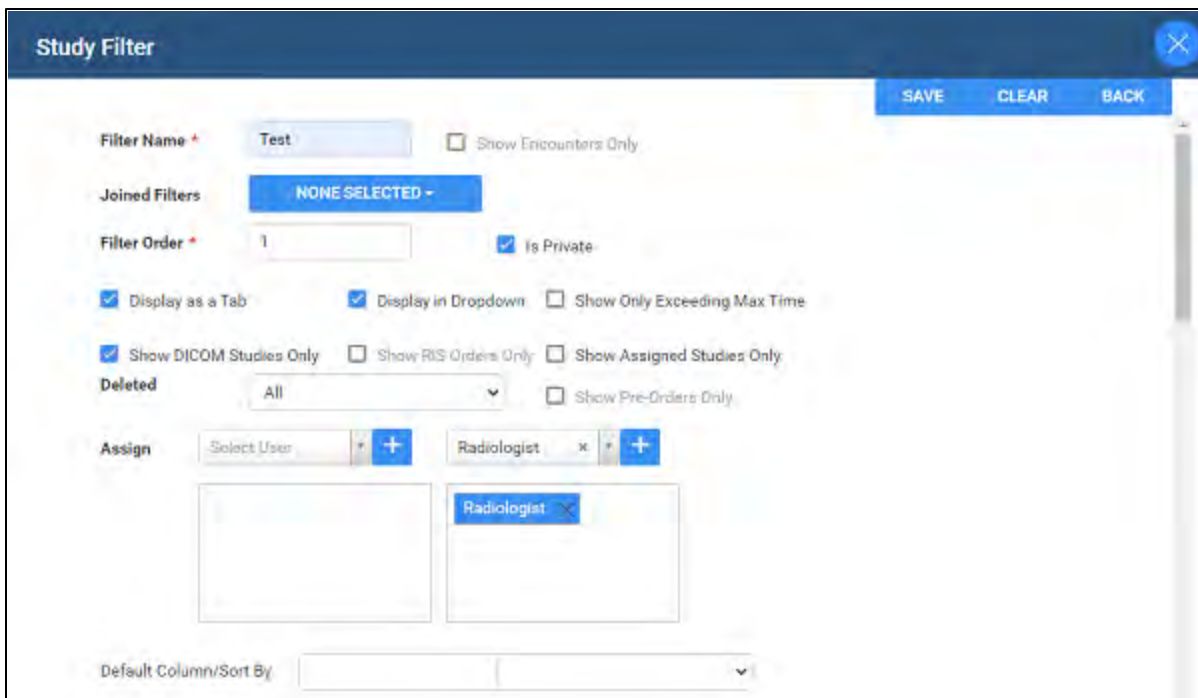 Study Filter
SAVE CLEAR BACK
Filter Name * Test Show Encounters Only
Joined Filters NONE SELECTED
Filter Order * 1 Is Private
Display as a Tab Display in Dropdown Show Only Exceeding Max Time
Show DICOM Studies Only Show RIS Orders Only Show Assigned Studies Only
Deleted All Show Pre-Orders Only
Assign Select User + Radiologist × +
Radiologist ×
Default Column/Sort By